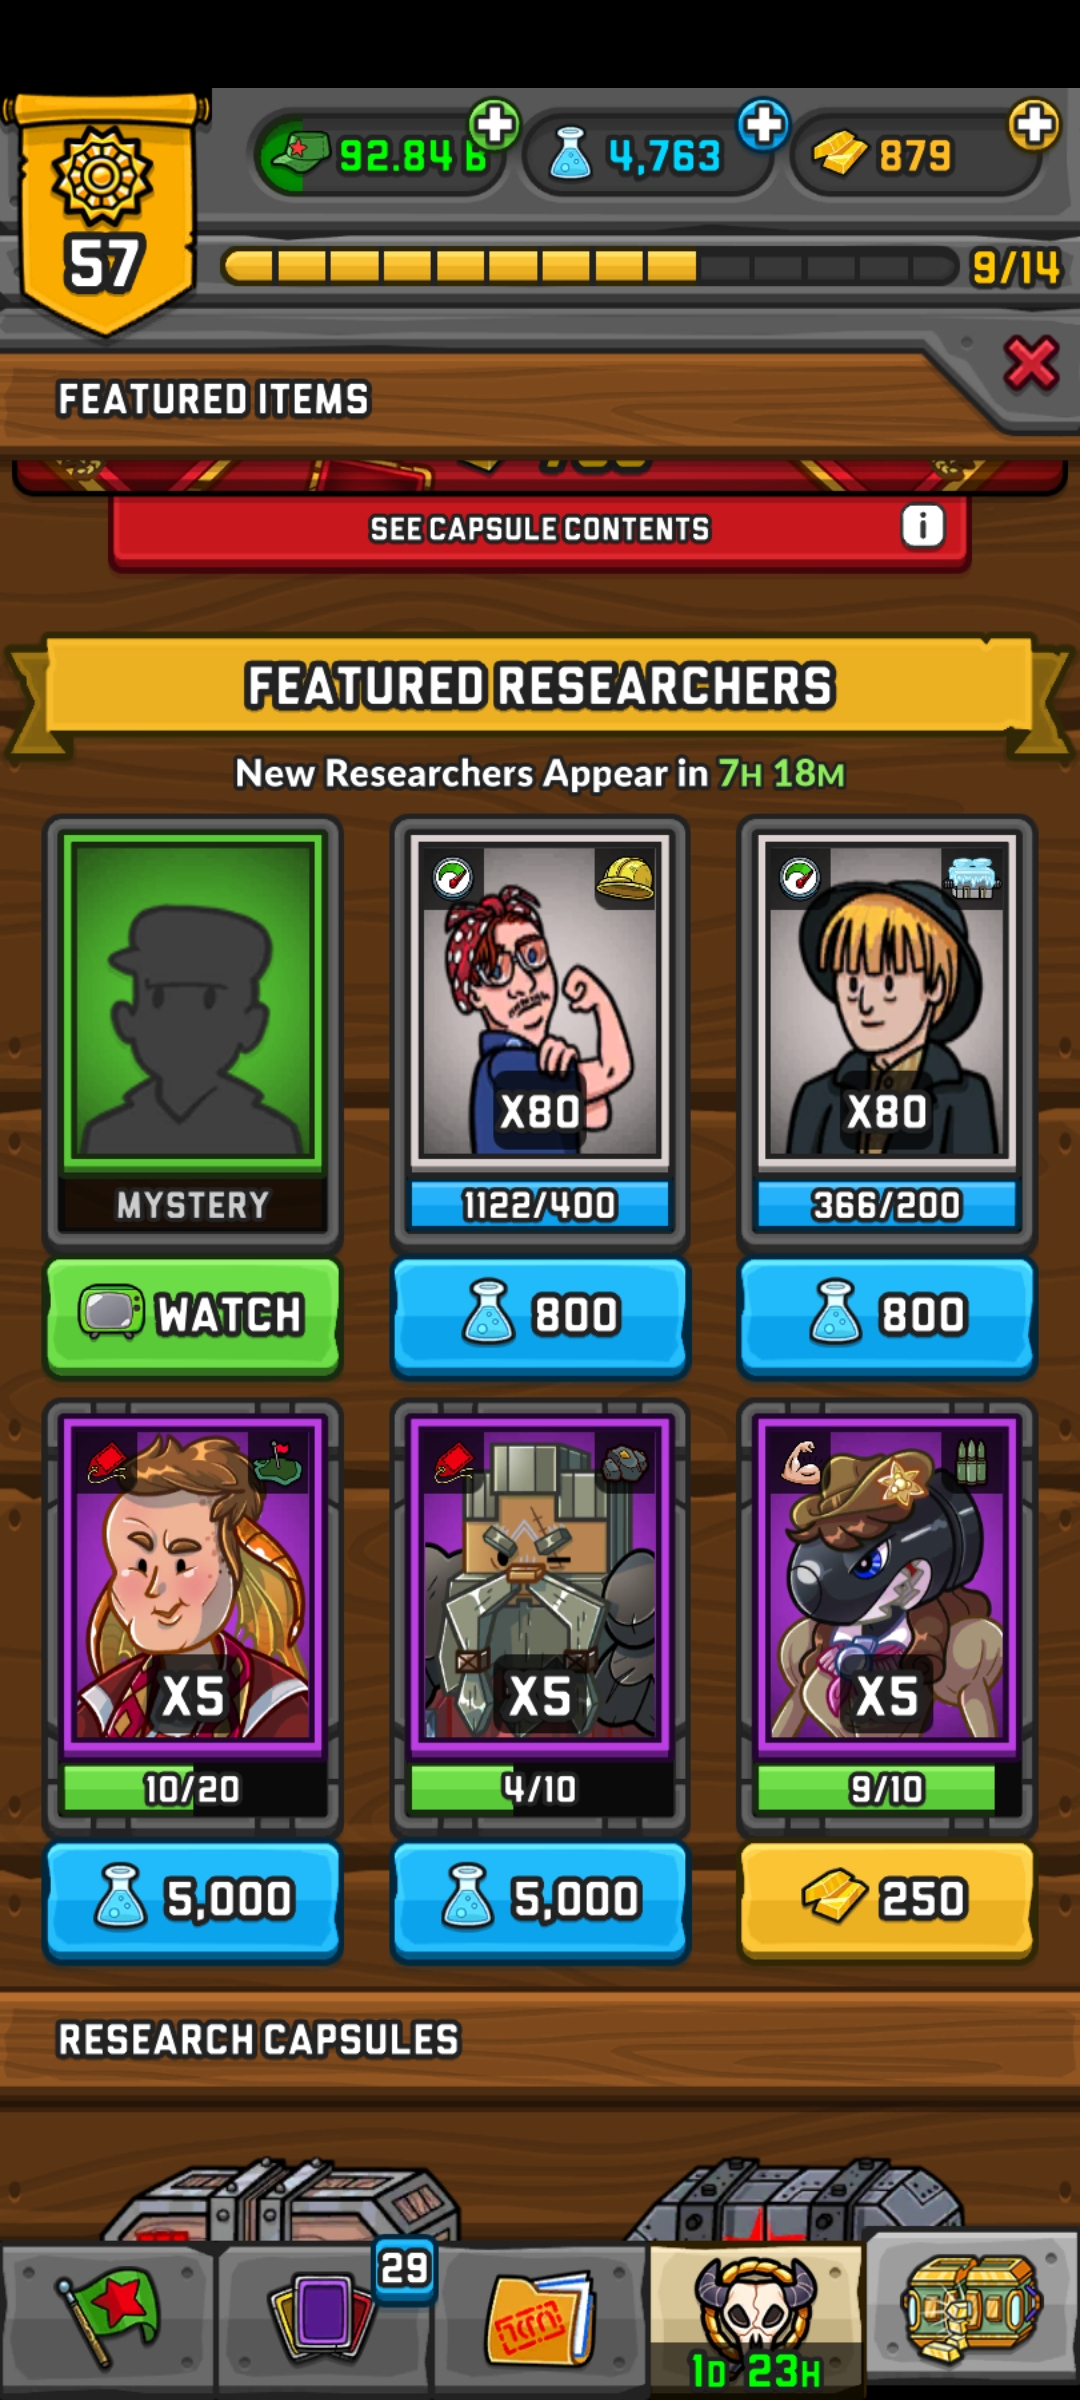 92.84 B 4,763 879
57
9/14
FEATURED ITEMS
SEE CAPSULE CONTENTS i
FEATURED RESEARCHERS
New Researchers Appear in 7H 18M
X80 X80
MYSTERY 1122/400 366/200
WATCH 800 800
X5 X5 X5
10/20 4/10 9/10
5,000 5,000 250
RESEARCH CAPSULES
29
1D 23H